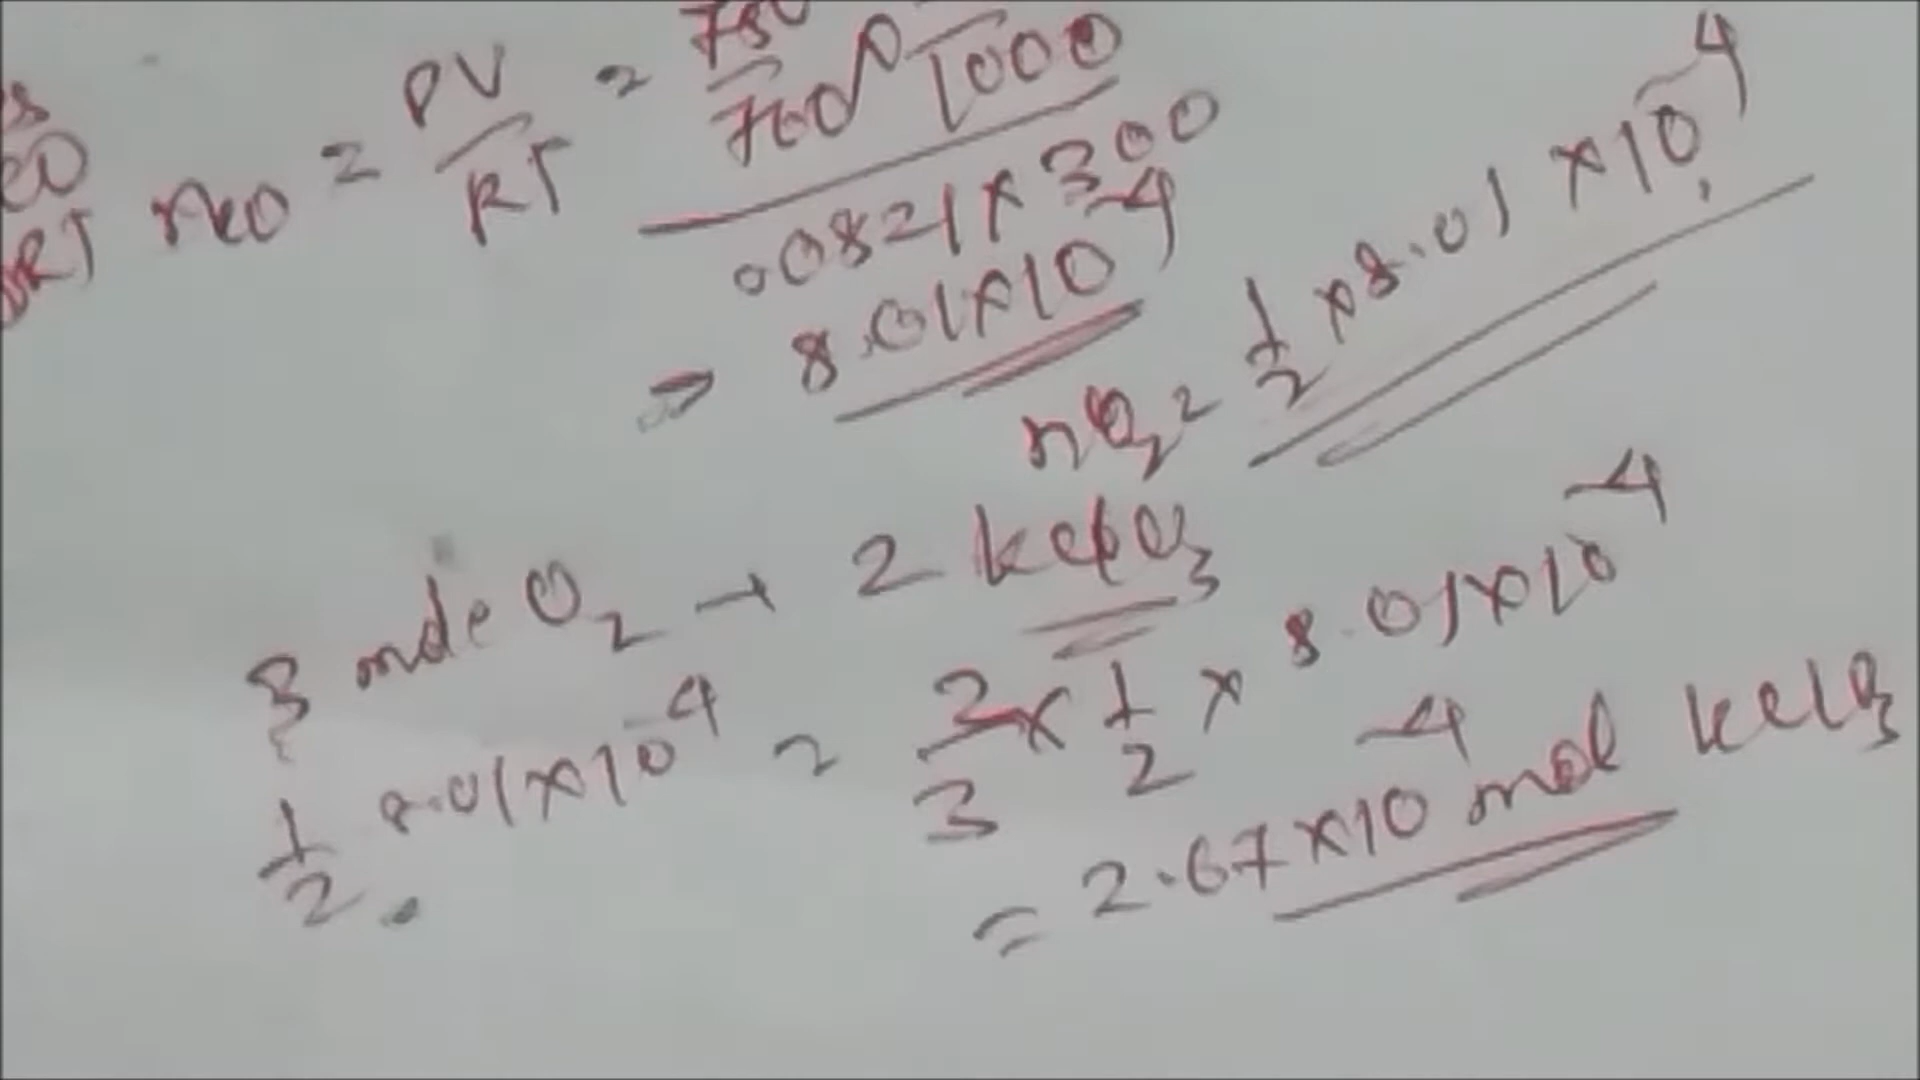 nCO = PV/RT = 750/760 × /1000
.0821 × 300
⇒ 8.01×10^-4
nO2 = 1/2 × 8.01 × 10^-4
3 mole O2 → 2 KClO3
1/2 8.01×10^-4 = 2/3 × 1/2 × 8.01×10^-4
= 2.67×10^-4 mol KClO3